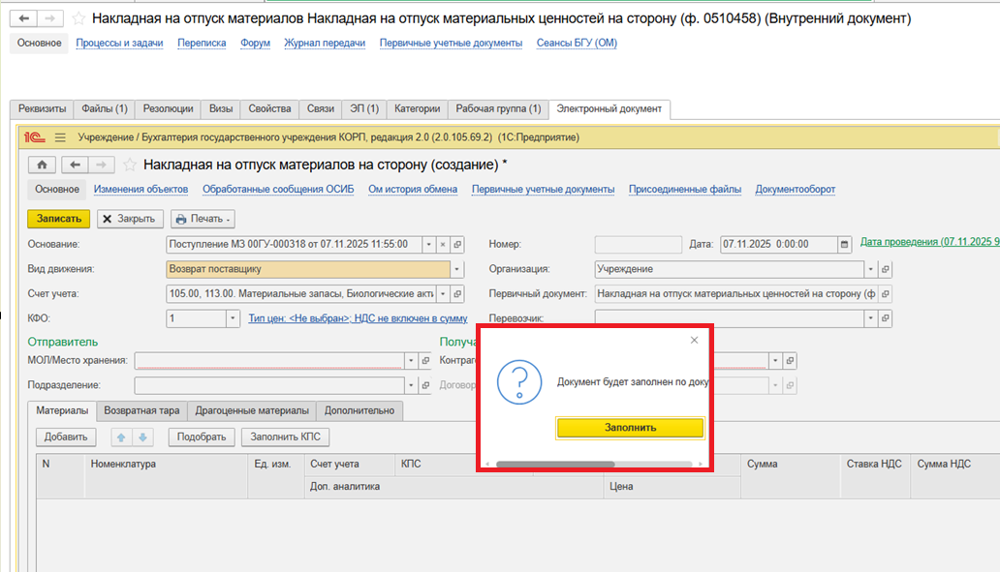 Накладная на отпуск материалов Накладная на отпуск материальных ценностей на сторону (ф. 0510458) (Внутренний документ)
Основное Процессы и задачи Переписка Форум Журнал передачи Первичные учетные документы Сеансы БГУ (ОМ)
Реквизиты Файлы (1) Резолюции Визы Свойства Связи ЭП (1) Категории Рабочая группа (1) Электронный документ
1С Учреждение / Бухгалтерия государственного учреждения КОРП, редакция 2.0 (2.0.105.69.2) (1С:Предприятие)
Накладная на отпуск материалов на сторону (создание) *
Основное Изменения объектов Обработанные сообщения ОСИБ Ом история обмена Первичные учетные документы Присоединенные файлы Документооборот
Записать Закрыть Печать
Основание: Поступление МЗ 00ГУ-000318 от 07.11.2025 11:55:00 Номер: Дата: 07.11.2025 0:00:00 Дата проведения (07.11.2025 9
Вид движения: Возврат поставщику Организация: Учреждение
Счет учета: 105.00, 113.00. Материальные запасы, Биологические акти Первичный документ: Накладная на отпуск материальных ценностей на сторону (ф
КФО: 1 Тип цен: <Не выбран>; НДС не включен в сумму Перевозчик:
Отправитель Получа
МОЛ/Место хранения: Контраг
Подразделение: Договор
Документ будет заполнен по доку
Заполнить
Материалы Возвратная тара Драгоценные материалы Дополнительно
Добавить Подобрать Заполнить КПС
N Номенклатура Ед. изм. Счет учета КПС Сумма Ставка НДС Сумма НДС
Доп. аналитика Цена